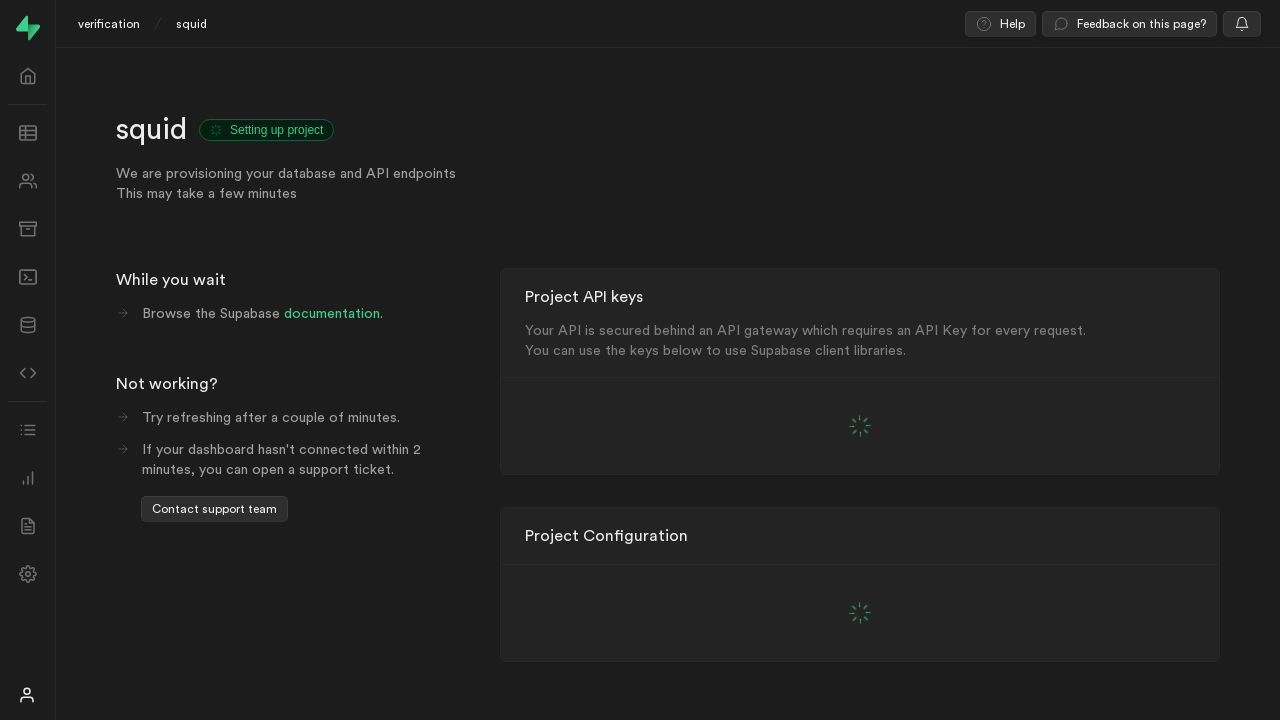 verification / squid
Help
Feedback on this page?
squid
Setting up project
We are provisioning your database and API endpoints
This may take a few minutes
While you wait
Browse the Supabase documentation.
Not working?
Try refreshing after a couple of minutes.
If your dashboard hasn't connected within 2
minutes, you can open a support ticket.
Contact support team
Project API keys
Your API is secured behind an API gateway which requires an API Key for every request.
You can use the keys below to use Supabase client libraries.
Project Configuration